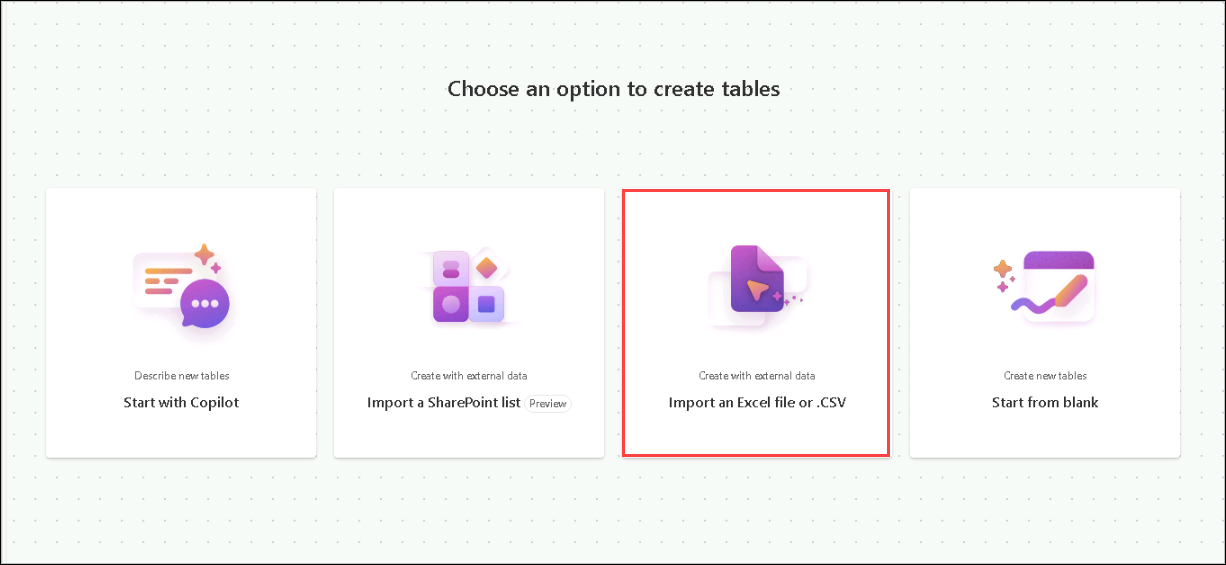 Choose an option to create tables
Describe new tables
Start with Copilot
Create with external data
Import a SharePoint list Preview
Create with external data
Import an Excel file or .CSV
Create new tables
Start from blank